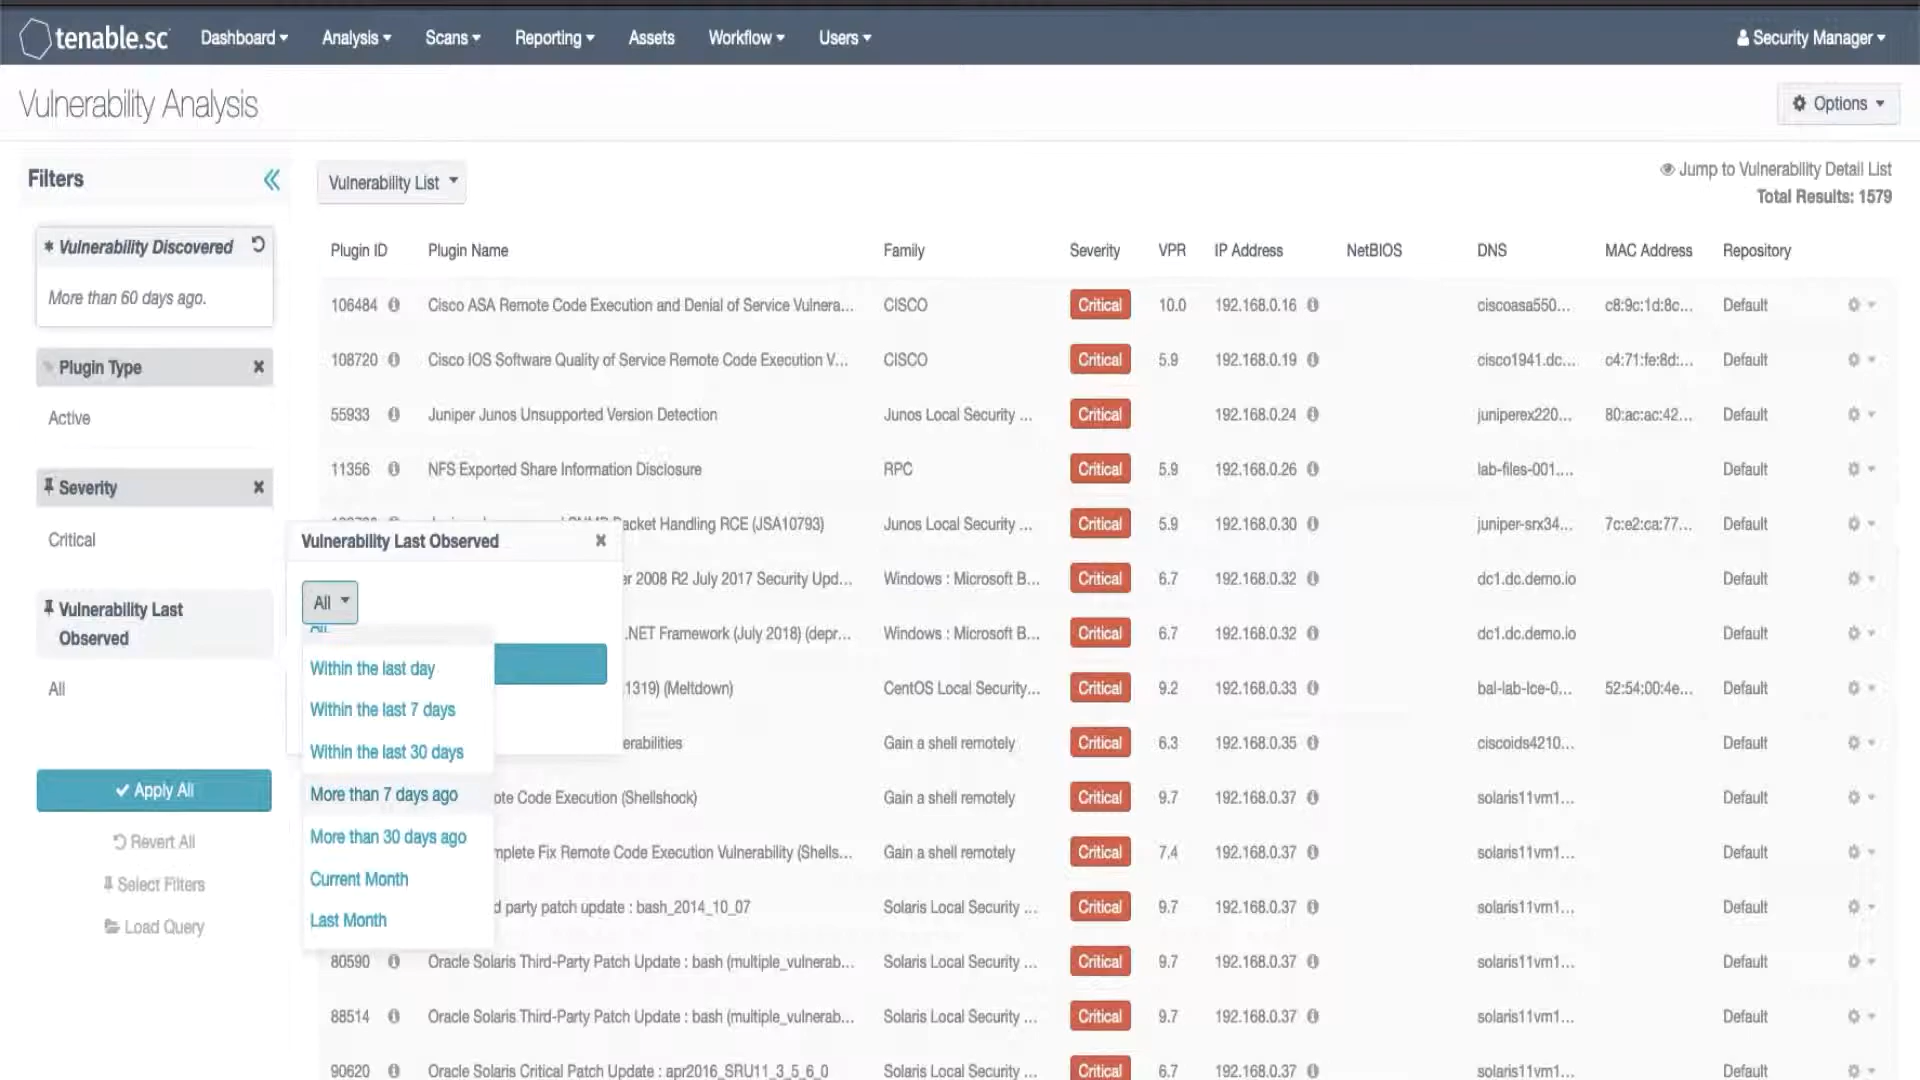 tenable.sc Dashboard Analysis Scans Reporting Assets Workflow Users Security Manager
Vulnerability Analysis
Options
Filters
Vulnerability Discovered
More than 60 days ago.
Plugin Type
Active
Severity
Critical
Vulnerability Last
Observed
All
Apply All
Revert All
Select Filters
Load Query
Vulnerability List
Jump to Vulnerability Detail List
Total Results: 1579
Plugin ID Plugin Name Family Severity VPR IP Address NetBIOS DNS MAC Address Repository
106484 Cisco ASA Remote Code Execution and Denial of Service Vulnera... CISCO Critical 10.0 192.168.0.16 ciscoasa550... c8:9c:1d:8c... Default
108720 Cisco IOS Software Quality of Service Remote Code Execution V... CISCO Critical 5.9 192.168.0.19 cisco1941.dc... c4:71:fe:8d:... Default
55933 Juniper Junos Unsupported Version Detection Junos Local Security ... Critical 192.168.0.24 juniperex220... 80:ac:ac:42... Default
11356 NFS Exported Share Information Disclosure RPC Critical 5.9 192.168.0.26 lab-files-001.... Default
Packet Handling RCE (JSA10793) Junos Local Security ... Critical 5.9 192.168.0.30 juniper-srx34... 7c:e2:ca:77... Default
er 2008 R2 July 2017 Security Upd... Windows : Microsoft B... Critical 6.7 192.168.0.32 dc1.dc.demo.io Default
.NET Framework (July 2018) (depr... Windows : Microsoft B... Critical 6.7 192.168.0.32 dc1.dc.demo.io Default
1319) (Meltdown) CentOS Local Security... Critical 9.2 192.168.0.33 bal-lab-lce-0... 52:54:00:4e... Default
erabilities Gain a shell remotely Critical 6.3 192.168.0.35 ciscoids4210... Default
ote Code Execution (Shellshock) Gain a shell remotely Critical 9.7 192.168.0.37 solaris11vm1... Default
mplete Fix Remote Code Execution Vulnerability (Shells... Gain a shell remotely Critical 7.4 192.168.0.37 solaris11vm1... Default
d party patch update : bash_2014_10_07 Solaris Local Security ... Critical 9.7 192.168.0.37 solaris11vm1... Default
80590 Oracle Solaris Third-Party Patch Update : bash (multiple_vulnerab... Solaris Local Security ... Critical 9.7 192.168.0.37 solaris11vm1... Default
88514 Oracle Solaris Third-Party Patch Update : bash (multiple_vulnerab... Solaris Local Security ... Critical 9.7 192.168.0.37 solaris11vm1... Default
90620 Oracle Solaris Critical Patch Update : apr2016_SRU11_3_5_6_0 Solaris Local Security ... Critical 6.7 192.168.0.37 solaris11vm1... Default
Vulnerability Last Observed
All
All
Within the last day
Within the last 7 days
Within the last 30 days
More than 7 days ago
More than 30 days ago
Current Month
Last Month